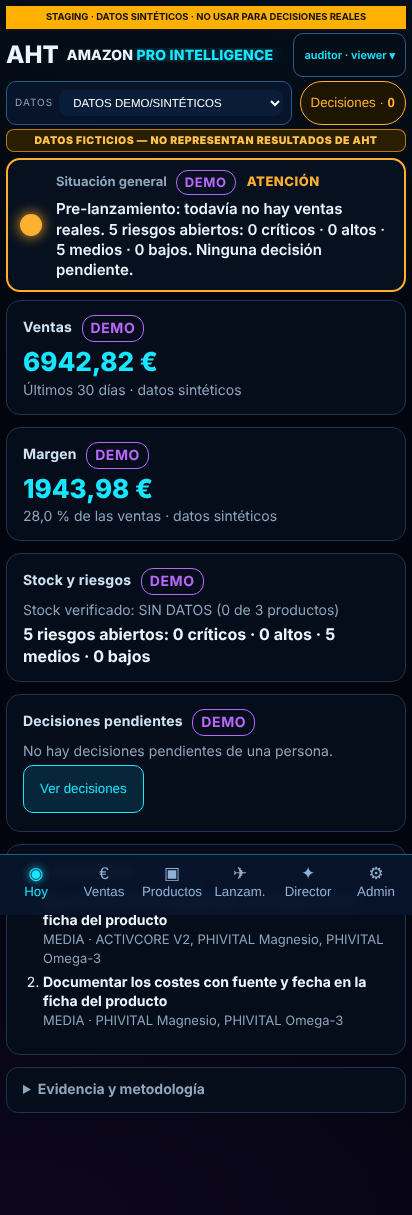 STAGING · DATOS SINTÉTICOS · NO USAR PARA DECISIONES REALES
AHT AMAZON PRO INTELLIGENCE
auditor · viewer ▾
DATOS DATOS DEMO/SINTÉTICOS
Decisiones · 0
DATOS FICTICIOS — NO REPRESENTAN RESULTADOS DE AHT
Situación general DEMO ATENCIÓN
Pre-lanzamiento: todavía no hay ventas
reales. 5 riesgos abiertos: 0 críticos · 0 altos ·
5 medios · 0 bajos. Ninguna decisión
pendiente.
Ventas DEMO
6942,82 €
Últimos 30 días · datos sintéticos
Margen DEMO
1943,98 €
28,0 % de las ventas · datos sintéticos
Stock y riesgos DEMO
Stock verificado: SIN DATOS (0 de 3 productos)
5 riesgos abiertos: 0 críticos · 0 altos · 5
medios · 0 bajos
Decisiones pendientes DEMO
No hay decisiones pendientes de una persona.
Ver decisiones
Hoy € Ventas Productos Lanzam. Director Admin
ficha del producto
MEDIA · ACTIVCORE V2, PHIVITAL Magnesio, PHIVITAL
Omega-3
2. Documentar los costes con fuente y fecha en la
ficha del producto
MEDIA · PHIVITAL Magnesio, PHIVITAL Omega-3
▶ Evidencia y metodología